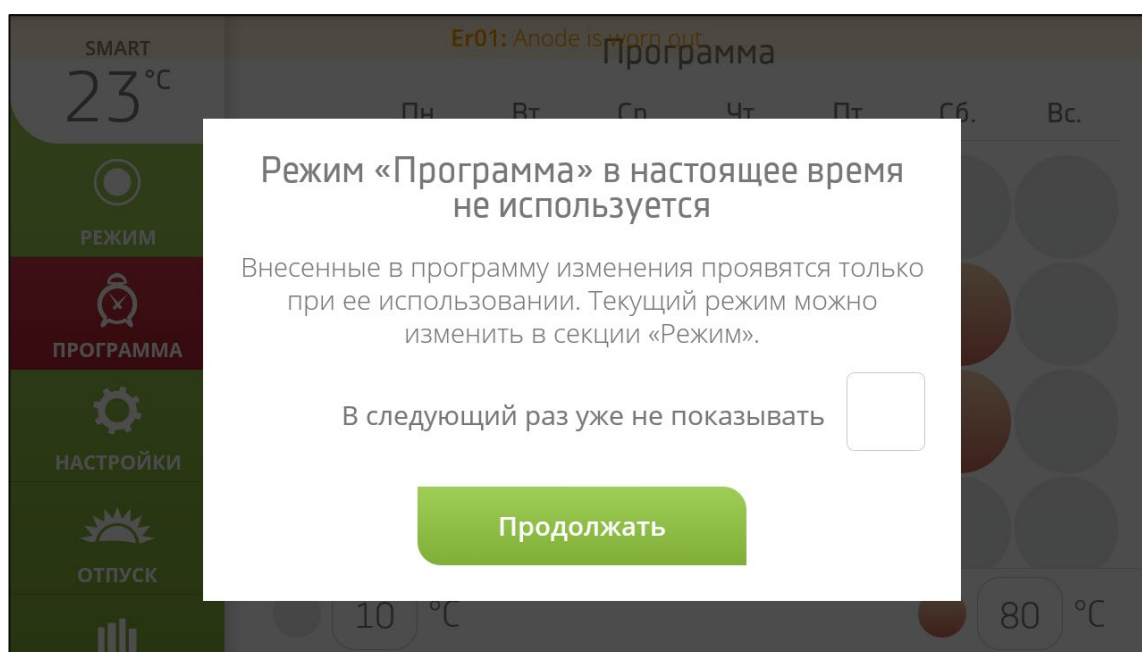 SMART
23 °C
Er01: Anode is worn out
Программа
Пн Вт Ср Чт Пт Сб. Вс.
РЕЖИМ
ПРОГРАММА
НАСТРОЙКИ
ОТПУСК
Режим «Программа» в настоящее время
не используется
Внесенные в программу изменения проявятся только
при ее использовании. Текущий режим можно
изменить в секции «Режим».
В следующий раз уже не показывать
Продолжать
10 °C
80 °C